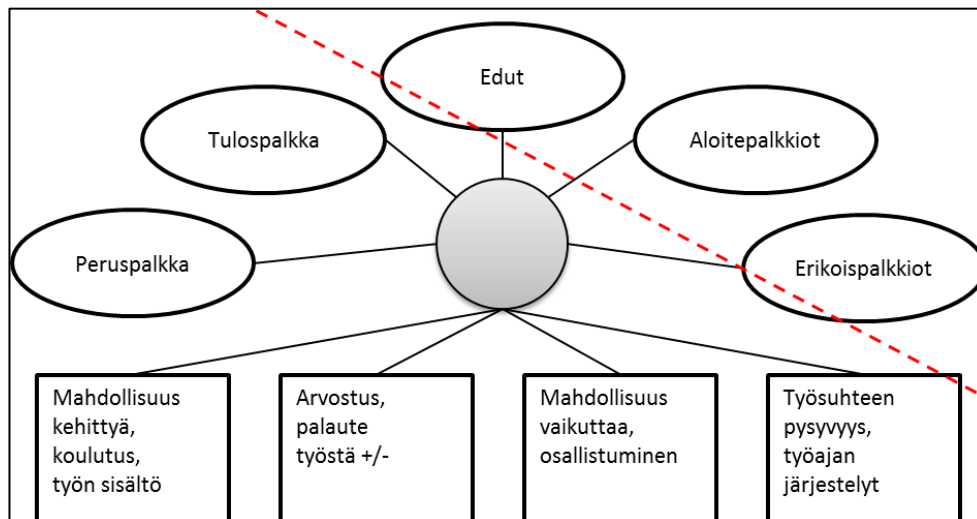 Edut
Tulospalkka
Aloitepalkkiot
Peruspalkka
Erikoispalkkiot
Mahdollisuus
kehittyä,
koulutus,
työn sisältö
Arvostus,
palaute
työstä +/-
Mahdollisuus
vaikuttaa,
osallistuminen
Työsuhteen
pysyvyys,
työajan
järjestelyt